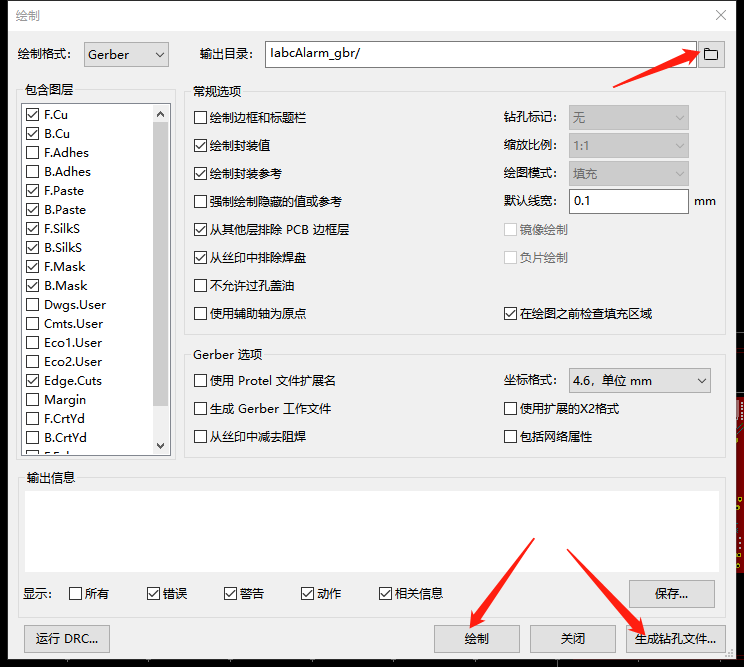 绘制
绘制格式: Gerber 输出目录: IabcAlarm_gbr/
包含图层
F.Cu
B.Cu
F.Adhes
B.Adhes
F.Paste
B.Paste
F.SilkS
B.SilkS
F.Mask
B.Mask
Dwgs.User
Cmts.User
Eco1.User
Eco2.User
Edge.Cuts
Margin
F.CrtYd
B.CrtYd
常规选项
绘制边框和标题栏 钻孔标记: 无
绘制封装值 缩放比例: 1:1
绘制封装参考 绘图模式: 填充
强制绘制隐藏的值或参考 默认线宽: 0.1 mm
从其他层排除 PCB 边框层 镜像绘制
从丝印中排除焊盘 负片绘制
不允许过孔盖油
使用辅助轴为原点 在绘图之前检查填充区域
Gerber 选项
使用 Protel 文件扩展名 坐标格式: 4.6，单位 mm
生成 Gerber 工作文件 使用扩展的X2格式
从丝印中减去阻焊 包括网络属性
输出信息
显示: 所有 错误 警告 动作 相关信息 保存...
运行 DRC... 绘制 关闭 生成钻孔文件...